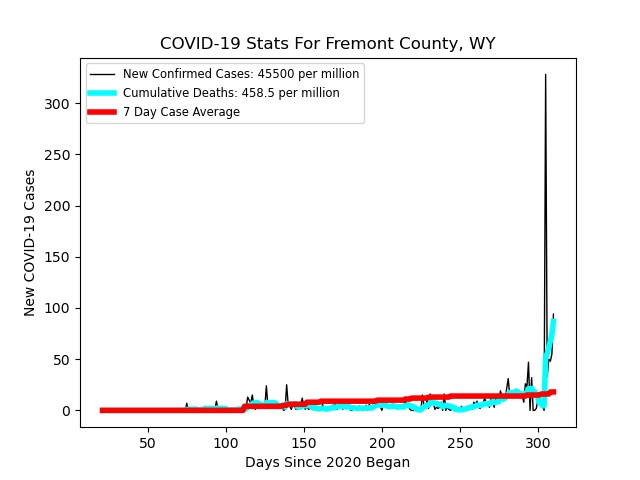 COVID-19 Stats For Fremont County, WY
New Confirmed Cases: 45500 per million
Cumulative Deaths: 458.5 per million
7 Day Case Average
300
250
200
150
100
50
0
New COVID-19 Cases
50 100 150 200 250 300
Days Since 2020 Began